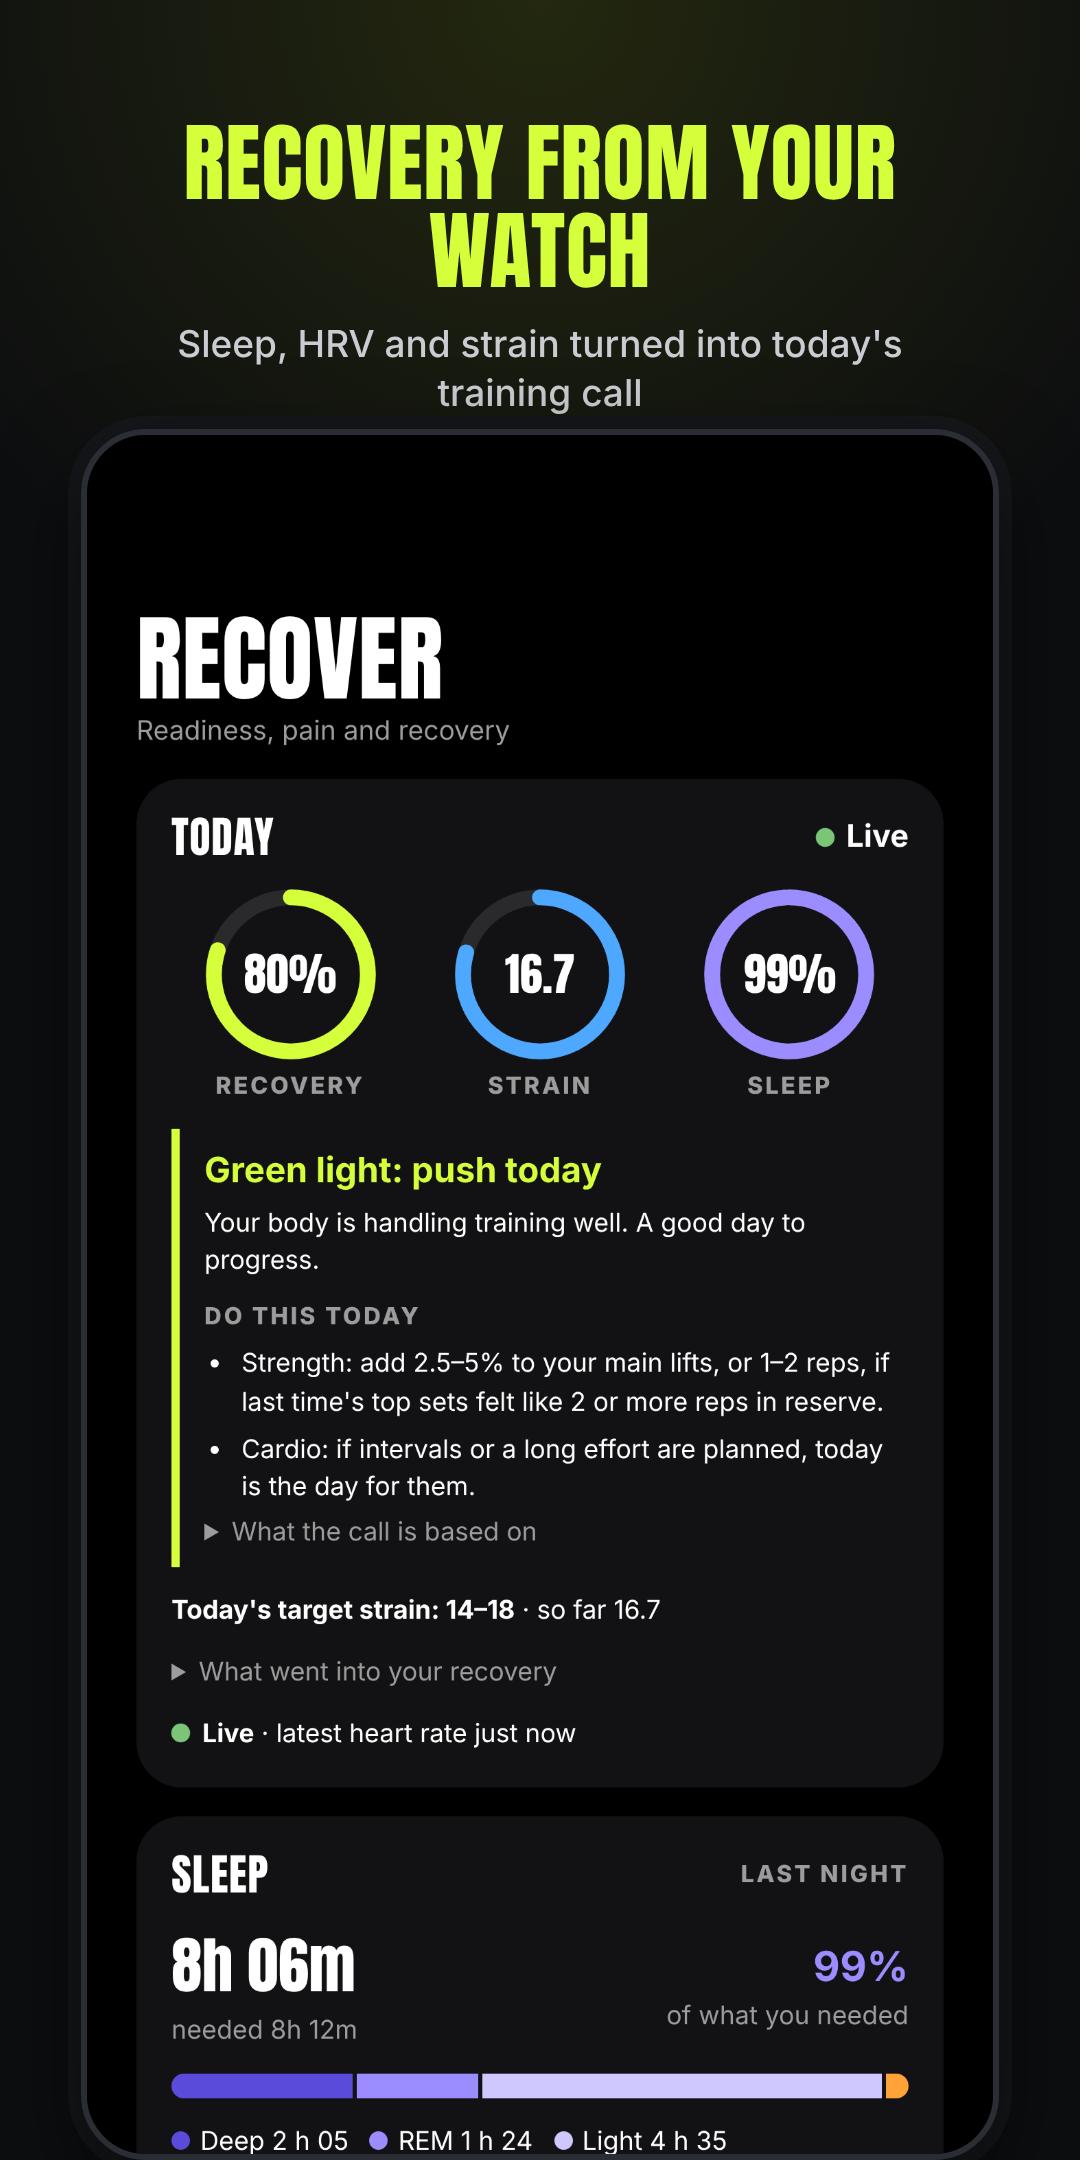 RECOVERY FROM YOUR
WATCH
Sleep, HRV and strain turned into today's
training call
RECOVER
Readiness, pain and recovery
TODAY
Live
80%
16.7
99%
RECOVERY
STRAIN
SLEEP
Green light: push today
Your body is handling training well. A good day to
progress.
DO THIS TODAY
• Strength: add 2.5–5% to your main lifts, or 1–2 reps, if
last time's top sets felt like 2 or more reps in reserve.
• Cardio: if intervals or a long effort are planned, today
is the day for them.
▶ What the call is based on
Today's target strain: 14–18 · so far 16.7
▶ What went into your recovery
Live · latest heart rate just now
SLEEP
LAST NIGHT
8h 06m
99%
needed 8h 12m
of what you needed
Deep 2 h 05
REM 1 h 24
Light 4 h 35